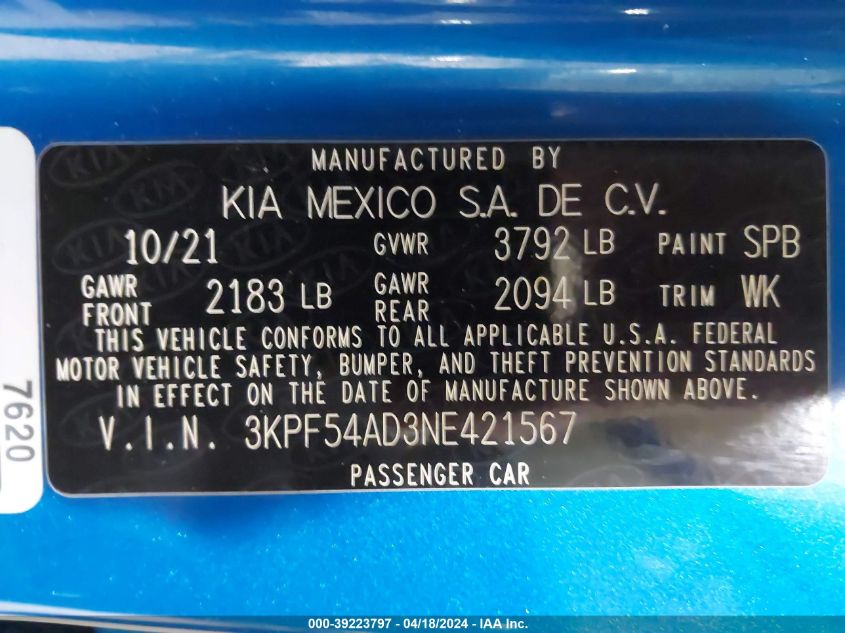 MANUFACTURED BY
KIA MEXICO S.A. DE C.V.
10/21 GVWR 3792 LB PAINT SPB
GAWR FRONT 2183 LB GAWR REAR 2094 LB TRIM WK
THIS VEHICLE CONFORMS TO ALL APPLICABLE U.S.A. FEDERAL
MOTOR VEHICLE SAFETY, BUMPER, AND THEFT PREVENTION STANDARDS
IN EFFECT ON THE DATE OF MANUFACTURE SHOWN ABOVE.
V.I.N. 3KPF54AD3NE421567
PASSENGER CAR
7620
000-39223797 - 04/18/2024 - IAA Inc.